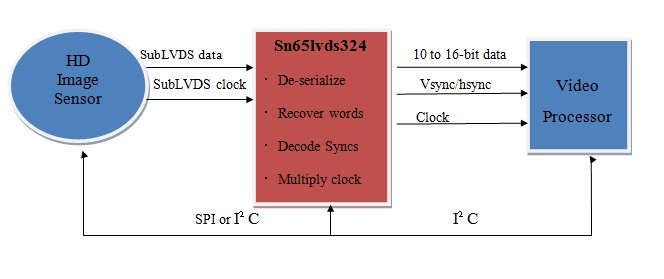 HD
Image
Sensor
SubLVDS data
SubLVDS clock
Sn65lvds324
· De-serialize
· Recover words
· Decode Syncs
· Multiply clock
10 to 16-bit data
Vsync/hsync
Clock
Video
Processor
SPI or I² C
I² C